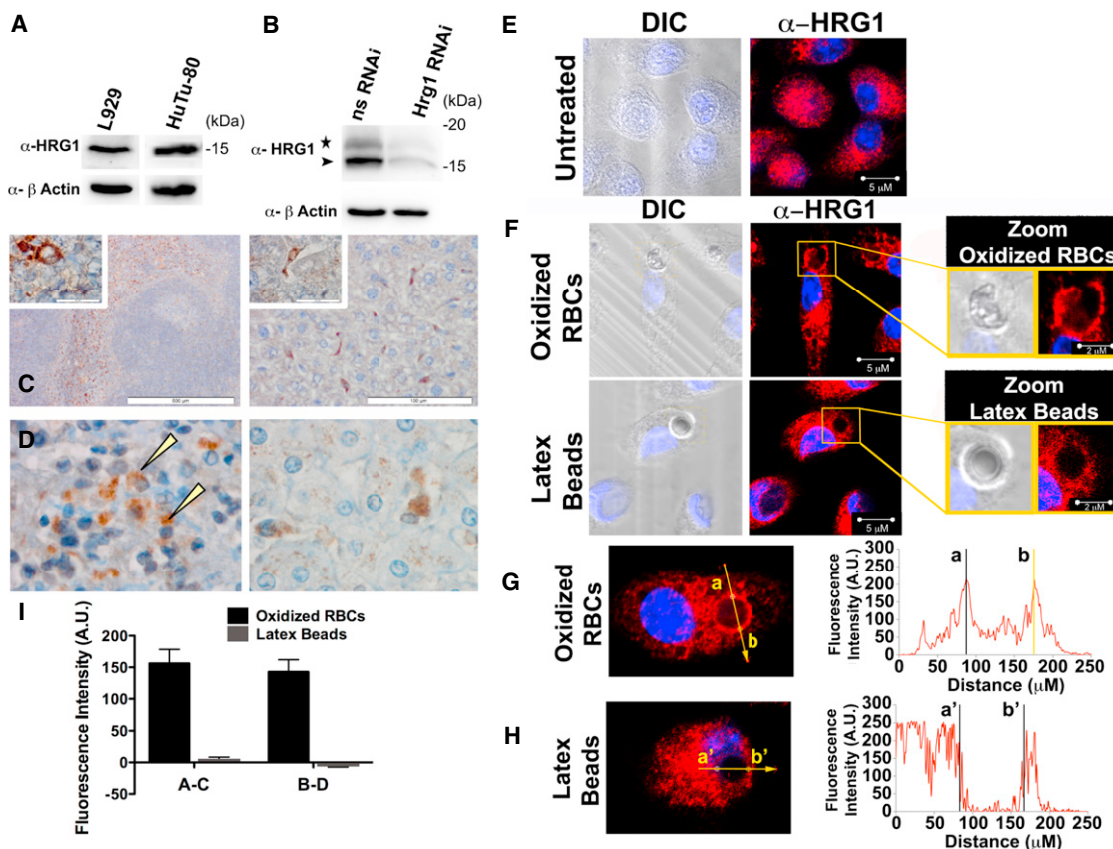 A
L929
HuTu-80
(kDa)
α-HRG1
-15
α- β Actin
B
ns RNAi
Hrg1 RNAi
(kDa)
-20
α- HRG1
-15
α- β Actin
C
500 µm
100 µm
D
E
DIC
α-HRG1
Untreated
5 µM
F
DIC
α-HRG1
Oxidized
RBCs
5 µM
Zoom
Oxidized RBCs
2 µM
Latex
Beads
5 µM
Zoom
Latex Beads
2 µM
G
Oxidized
RBCs
a
b
a
b
Fluorescence
Intensity (A.U.)
300
250
200
150
100
50
0
0
50
100
150
200
250
Distance (µM)
H
Latex
Beads
a'
b'
a'
b'
Fluorescence
Intensity (A.U.)
300
250
200
150
100
50
0
0
50
100
150
200
250
Distance (µM)
I
Oxidized RBCs
Latex Beads
Fluorescence Intensity (A.U.)
200
150
100
50
0
-50
A-C
B-D